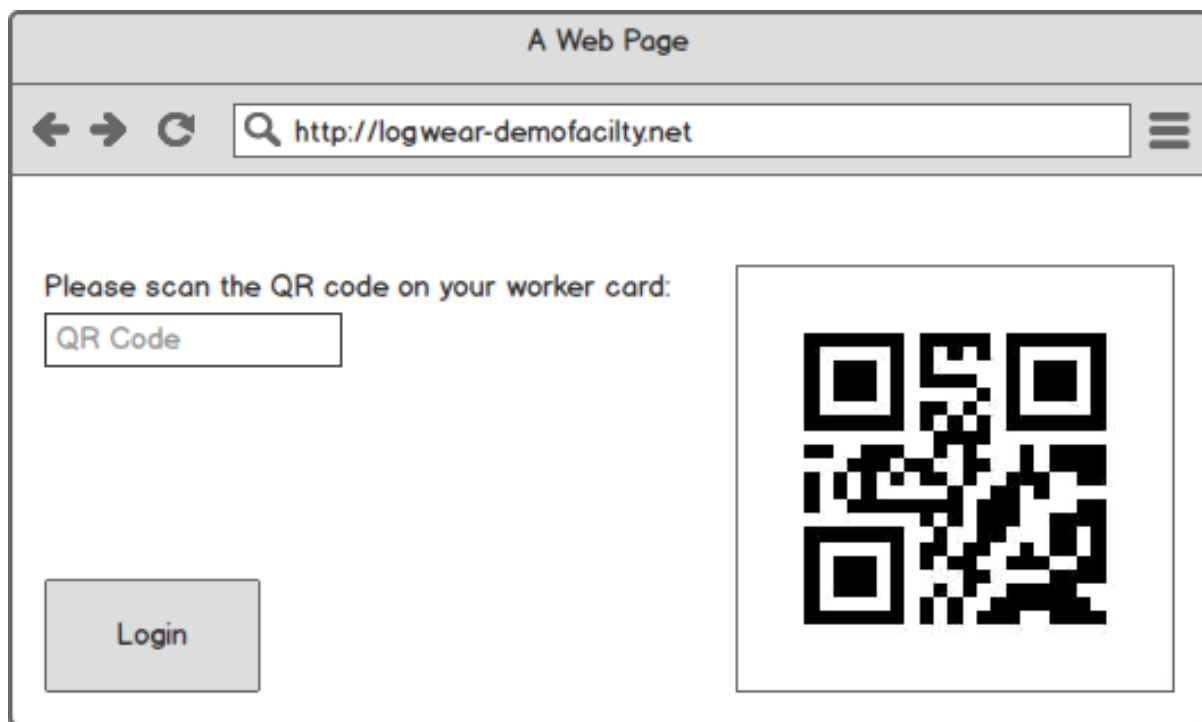 A Web Page
http://logwear-demofacilty.net
Please scan the QR code on your worker card:
QR Code
Login